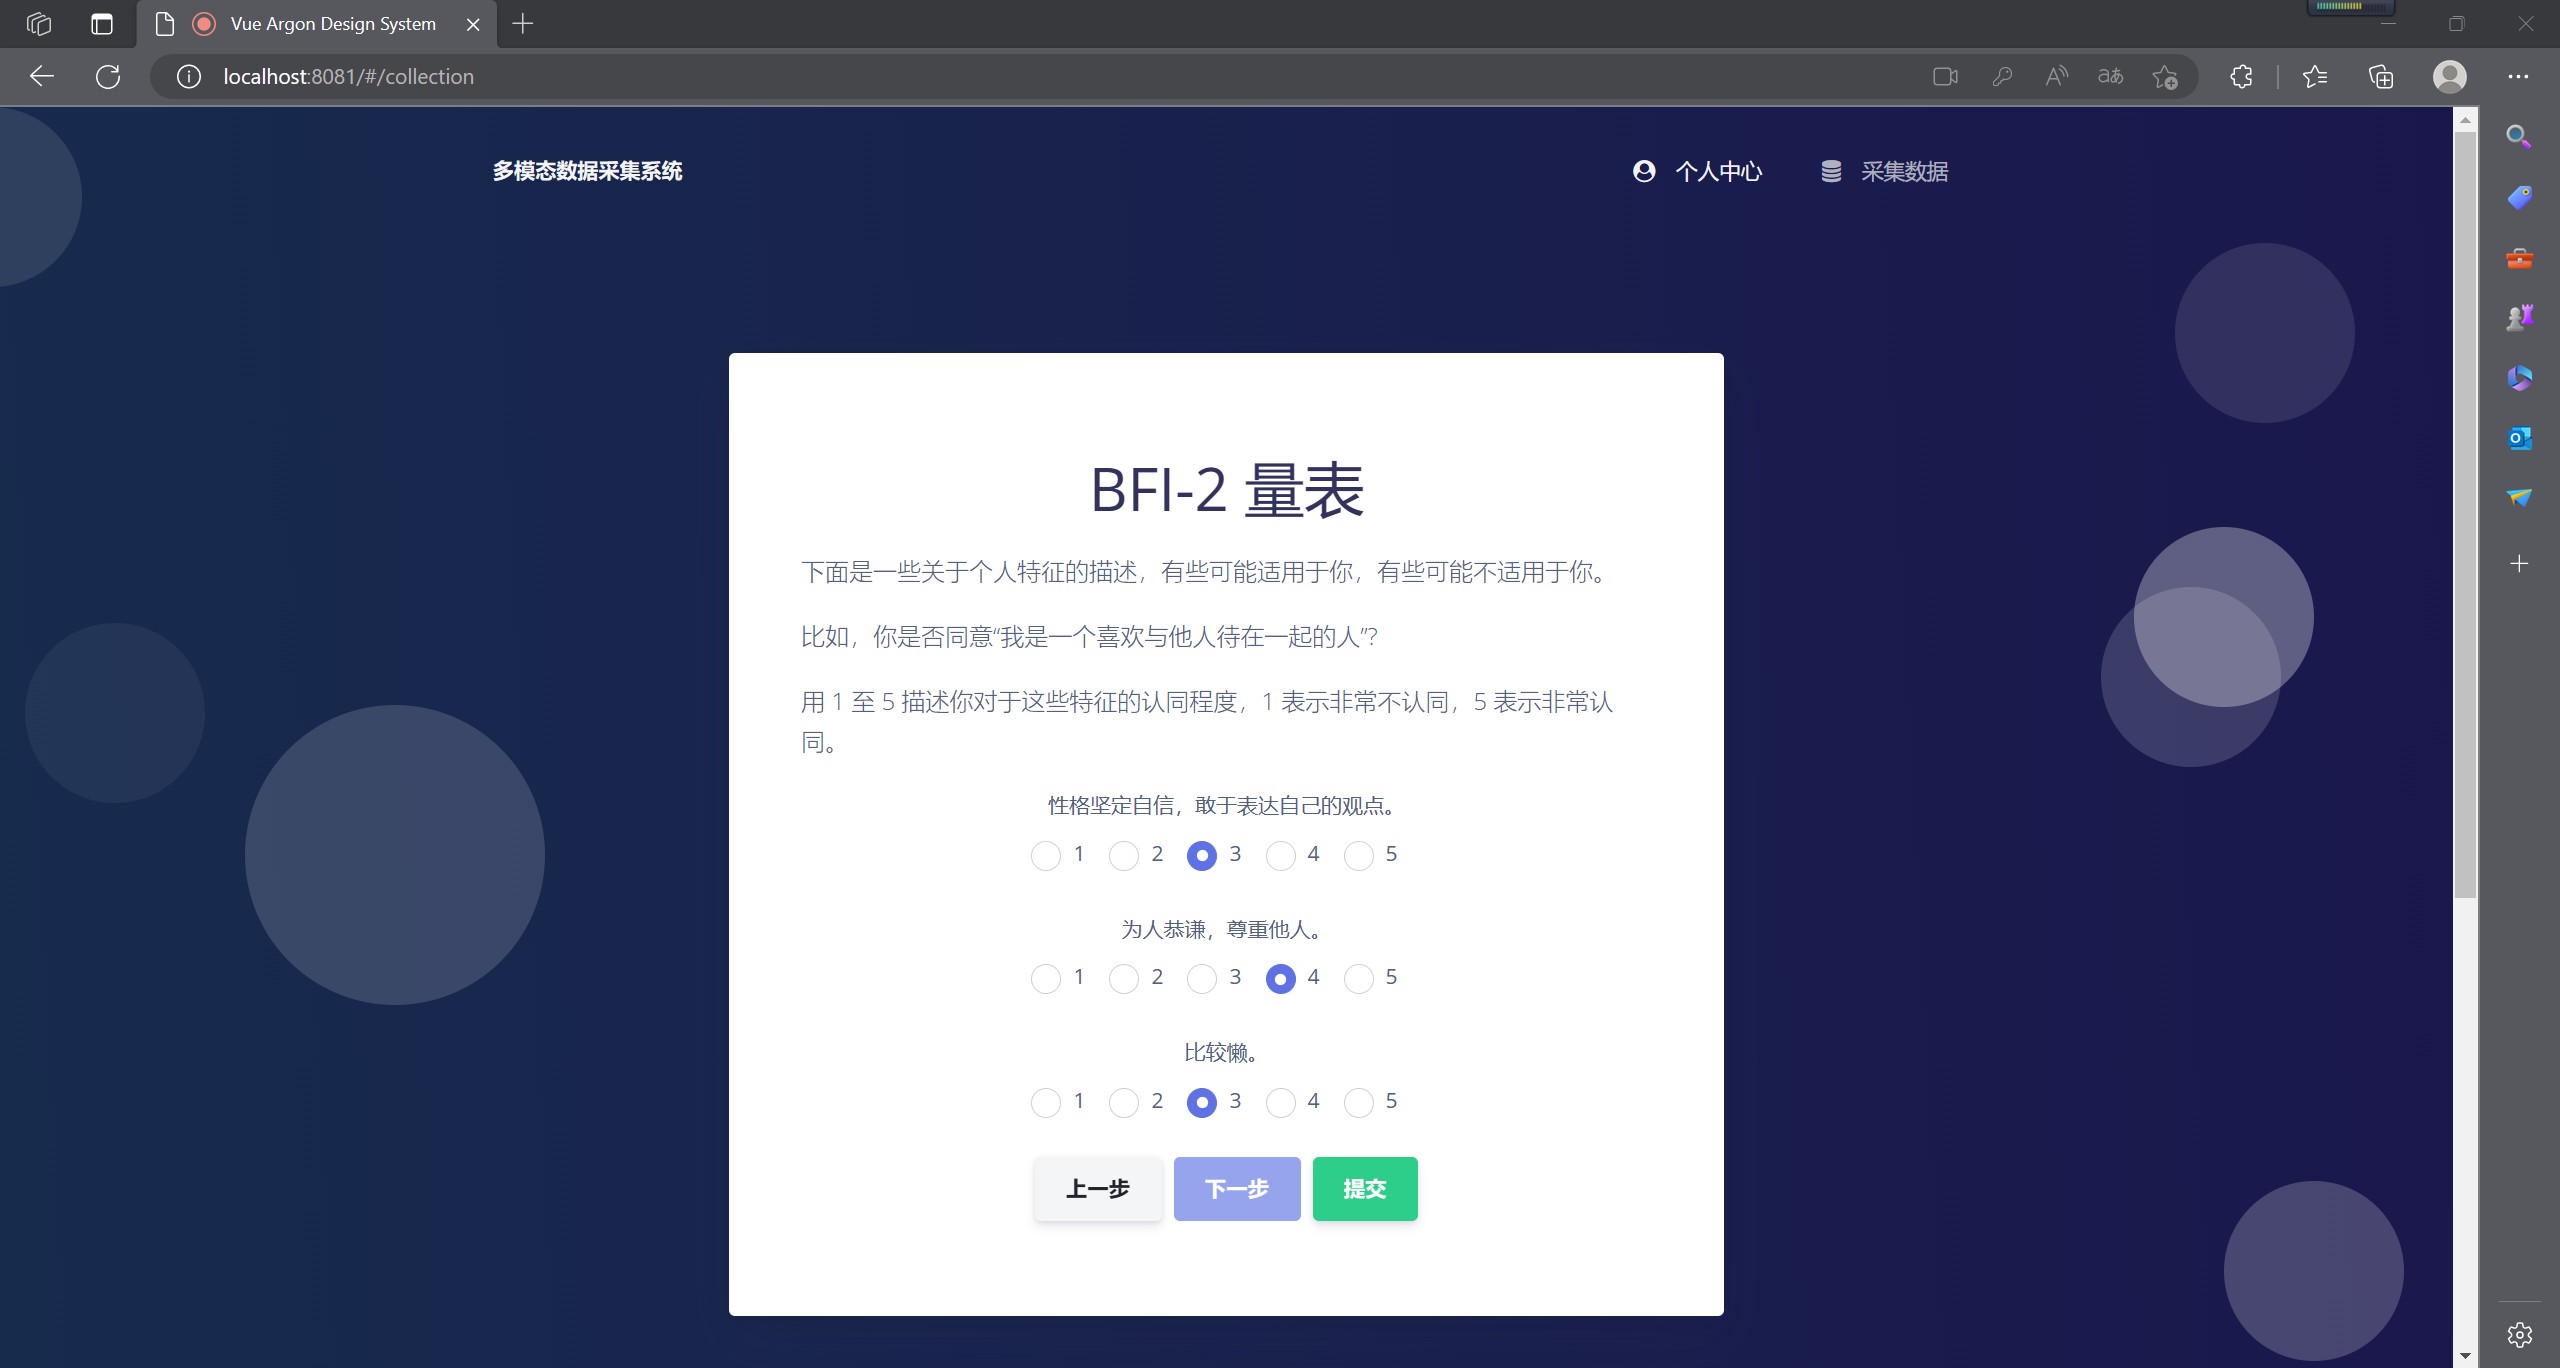 Vue Argon Design System
localhost:8081/#/collection
多模态数据采集系统
个人中心
采集数据
BFI-2 量表
下面是一些关于个人特征的描述，有些可能适用于你，有些可能不适用于你。
比如，你是否同意“我是一个喜欢与他人待在一起的人”?
用 1 至 5 描述你对于这些特征的认同程度，1 表示非常不认同，5 表示非常认
同。
性格坚定自信，敢于表达自己的观点。
1 2 3 4 5
为人恭谦，尊重他人。
1 2 3 4 5
比较懒。
1 2 3 4 5
上一步 下一步 提交